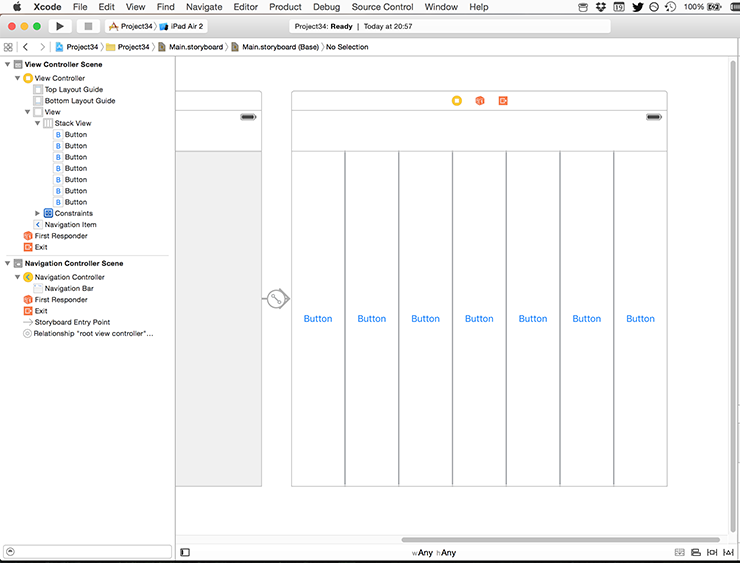 Xcode File Edit View Find Navigate Editor Product Debug Source Control Window Help 100%
Project34 iPad Air 2 Project34: Ready | Today at 20:57
Project34 Project34 Main.storyboard Main.storyboard (Base) No Selection
View Controller Scene
View Controller
Top Layout Guide
Bottom Layout Guide
View
Stack View
B Button
B Button
B Button
B Button
B Button
B Button
B Button
Constraints
Navigation Item
First Responder
Exit
Navigation Controller Scene
Navigation Controller
Navigation Bar
First Responder
Exit
Storyboard Entry Point
Relationship "root view controller"...
Button Button Button Button Button Button Button
wAny hAny